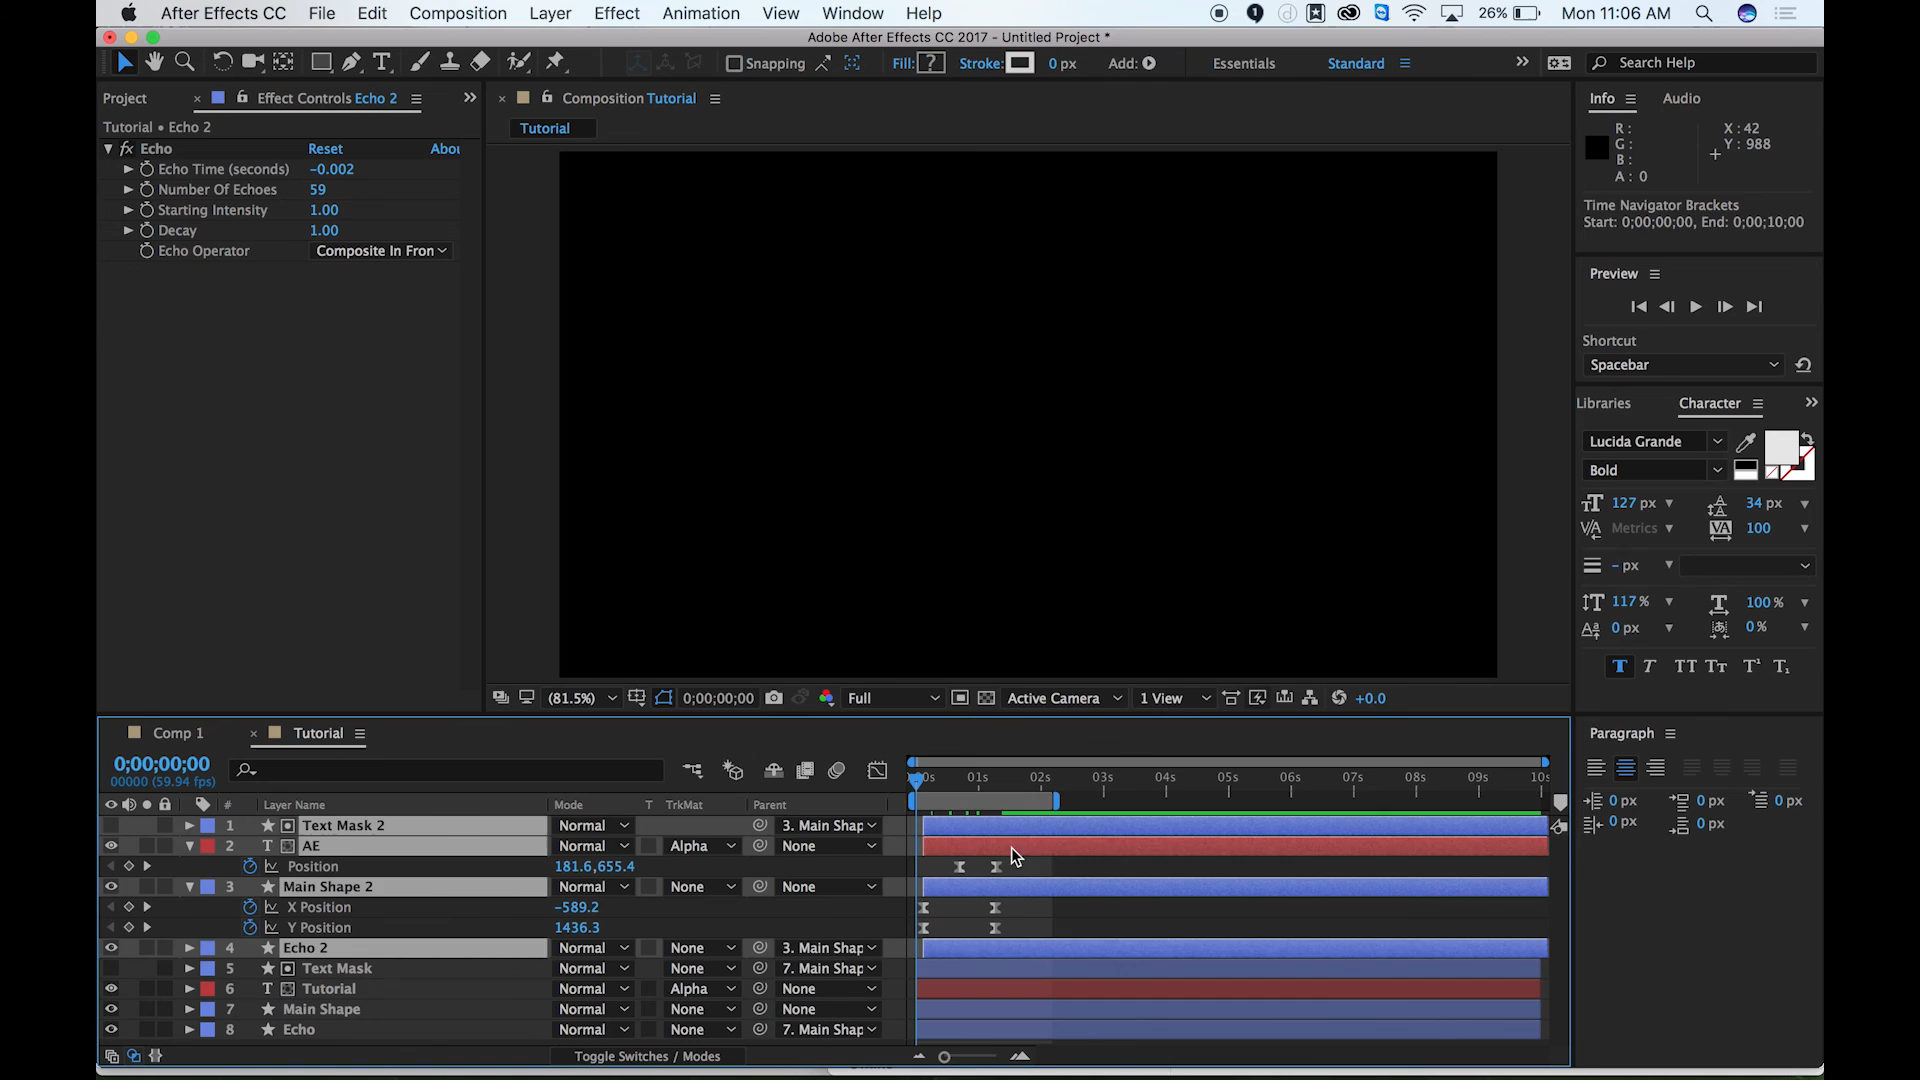 After Effects CC File Edit Composition Layer Effect Animation View Window Help 26% Mon 11:06 AM
Adobe After Effects CC 2017 - Untitled Project *
Snapping Fill: ? Stroke: 0 px Add: Essentials Standard Search Help
Project Effect Controls Echo 2
Tutorial • Echo 2
fx Echo Reset Abou
Echo Time (seconds) -0.002
Number Of Echoes 59
Starting Intensity 1.00
Decay 1.00
Echo Operator Composite In Fron
Composition Tutorial
Tutorial
(81.5%) 0;00;00;00 Full Active Camera 1 View +0.0
Info Audio
R: X: 42
G: Y: 988
B:
A: 0
Time Navigator Brackets
Start: 0;00;00;00, End: 0;00;10;00
Preview
Shortcut
Spacebar
Libraries Character
Lucida Grande
Bold
127 px 34 px
Metrics 100
- px
117 % 100 %
0 px 0 %
T T TT Tт T¹ T₁
Paragraph
0 px 0 px 0 px
0 px 0 px
Comp 1 Tutorial
0;00;00;00
00000 (59.94 fps)
0s 01s 02s 03s 04s 05s 06s 07s 08s 09s 10s
# Layer Name Mode T TrkMat Parent
1 Text Mask 2 Normal 3. Main Shap
2 T AE Normal Alpha None
Position 181.6,655.4
3 Main Shape 2 Normal None None
X Position -589.2
Y Position 1436.3
4 Echo 2 Normal None 3. Main Shap
5 Text Mask Normal None 7. Main Shap
6 T Tutorial Normal Alpha None
7 Main Shape Normal None None
8 Echo Normal None 7. Main Shap
Toggle Switches / Modes